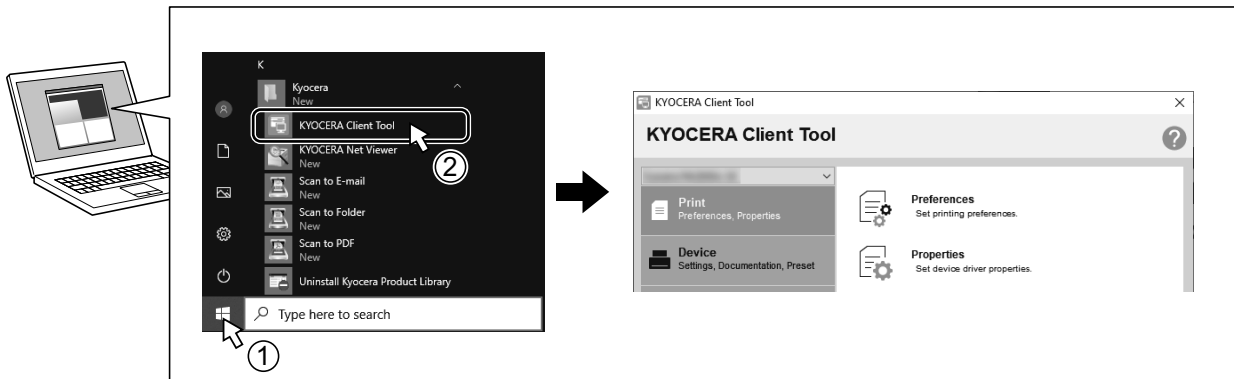 K
Kyocera
New
KYOCERA Client Tool
KYOCERA Net Viewer
New
Scan to E-mail
New
Scan to Folder
New
Scan to PDF
New
Uninstall Kyocera Product Library
Type here to search
①
②
KYOCERA Client Tool
KYOCERA Client Tool
?
Print
Preferences, Properties
Device
Settings, Documentation, Preset
Preferences
Set printing preferences.
Properties
Set device driver properties.